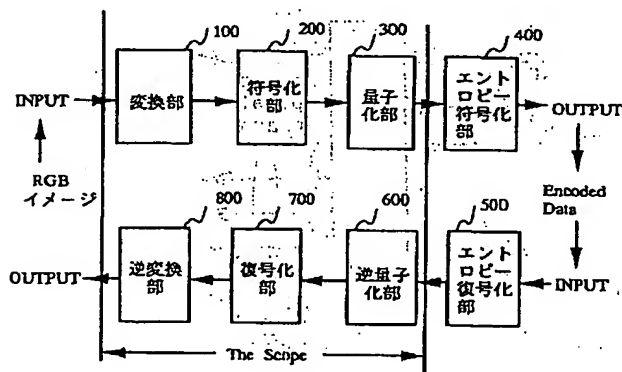 100
200
300
400
INPUT
変換部
符号化
部
量子
化部
エント
ロピー
符号化
部
OUTPUT
RGB
イメージ
Encoded
Data
800
700
600
500
OUTPUT
逆変換
部
復号化
部
逆量子
化部
エント
ロピー
復号化
部
INPUT
The Scope